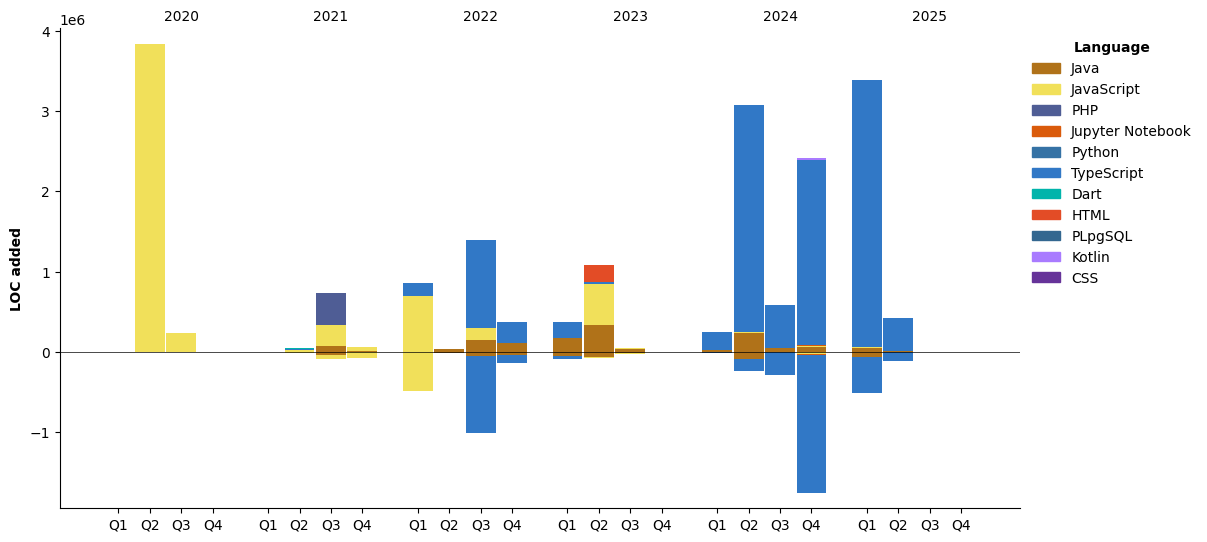 1e6
2020 2021 2022 2023 2024 2025
4
3
2
1
0
−1
LOC added
Q1 Q2 Q3 Q4 Q1 Q2 Q3 Q4 Q1 Q2 Q3 Q4 Q1 Q2 Q3 Q4 Q1 Q2 Q3 Q4 Q1 Q2 Q3 Q4
Language
Java
JavaScript
PHP
Jupyter Notebook
Python
TypeScript
Dart
HTML
PLpgSQL
Kotlin
CSS